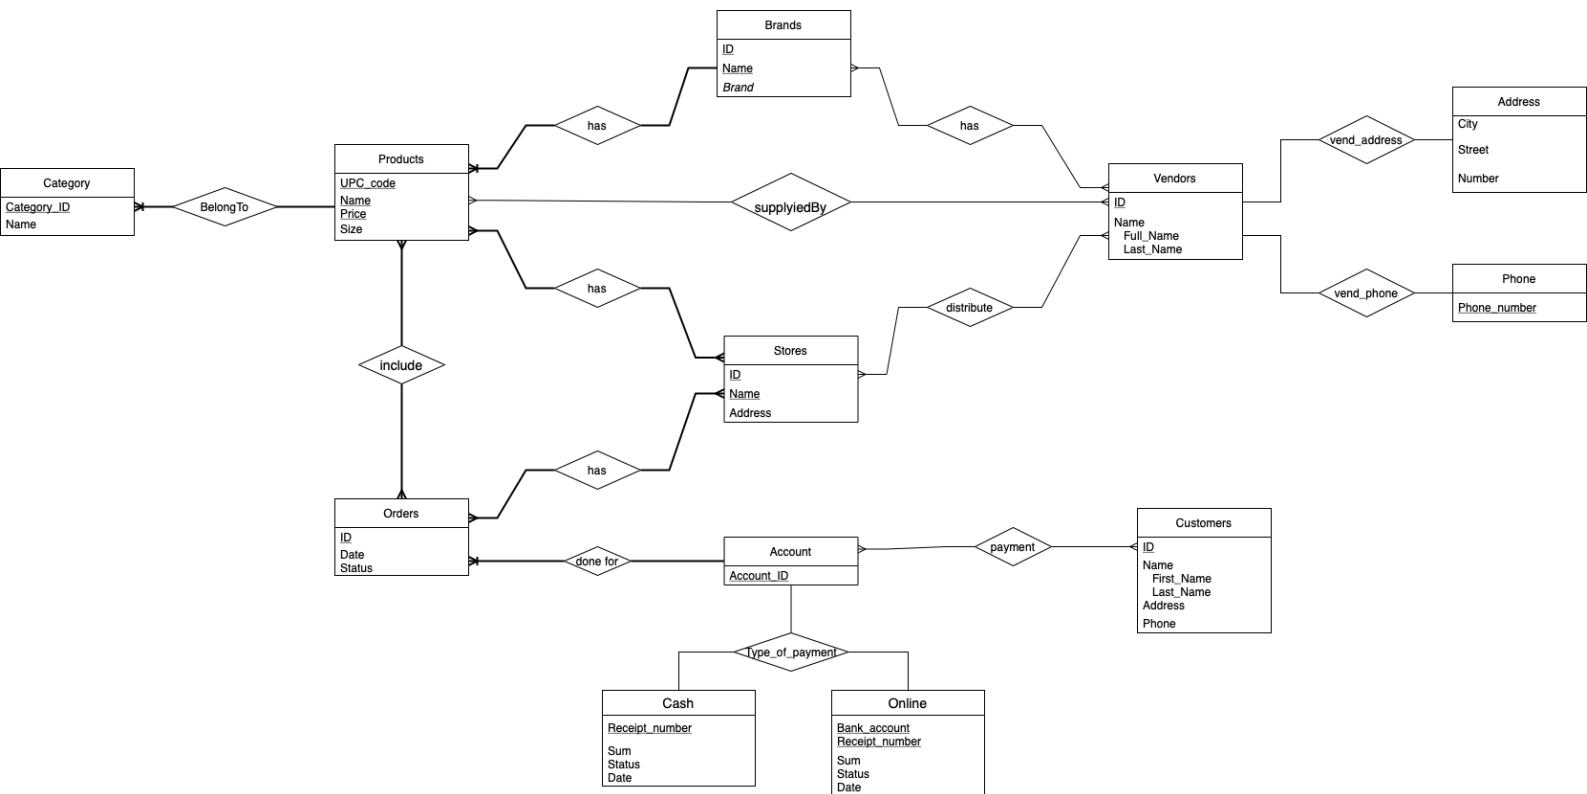 Brands
ID
Name
Brand
has
has
Address
City
Street
Number
vend_address
Products
UPC_code
Name
Price
Size
Category
Category_ID
Name
BelongTo
supplyiedBy
Vendors
ID
Name
Full_Name
Last_Name
has
distribute
vend_phone
Phone
Phone_number
Stores
ID
Name
Address
include
has
Orders
ID
Date
Status
done for
Account
Account_ID
payment
Customers
ID
Name
First_Name
Last_Name
Address
Phone
Type_of_payment
Cash
Receipt_number
Sum
Status
Date
Online
Bank_account
Receipt_number
Sum
Status
Date